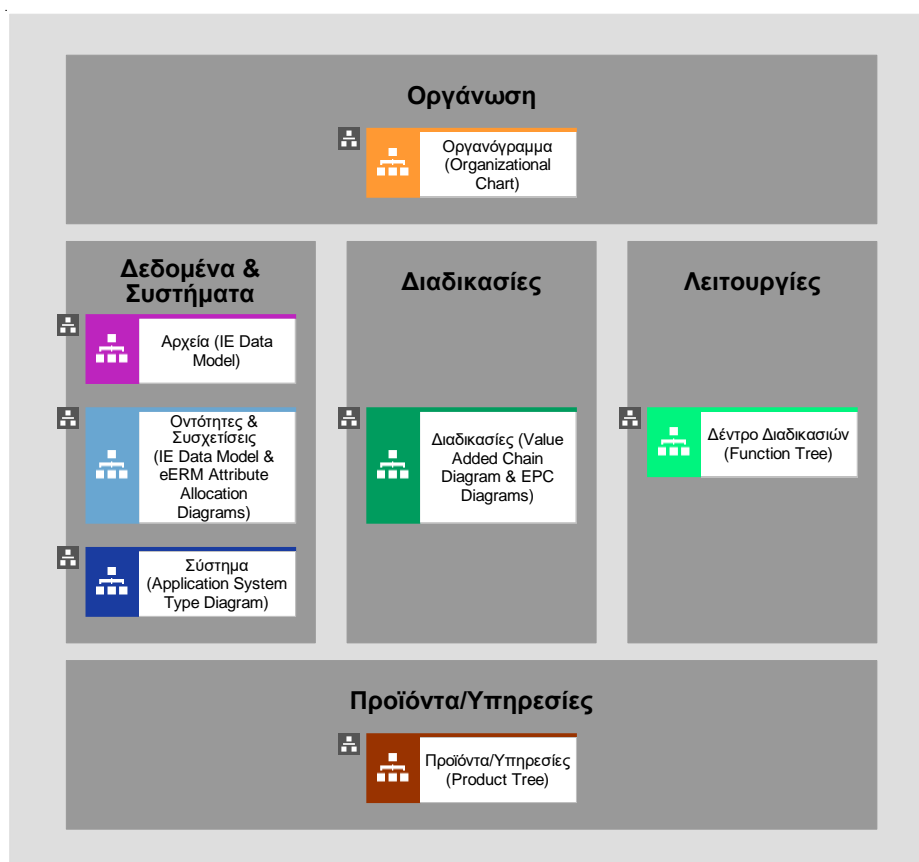 Οργάνωση
Οργανόγραμμα
(Organizational
Chart)
Δεδομένα &
Συστήματα
Αρχεία (IE Data
Model)
Οντότητες &
Συσχετίσεις
(IE Data Model &
eERM Attribute
Allocation
Diagrams)
Σύστημα
(Application System
Type Diagram)
Διαδικασίες
Διαδικασίες (Value
Added Chain
Diagram & EPC
Diagrams)
Λειτουργίες
Δέντρο Διαδικασιών
(Function Tree)
Προϊόντα/Υπηρεσίες
Προϊόντα/Υπηρεσίες
(Product Tree)